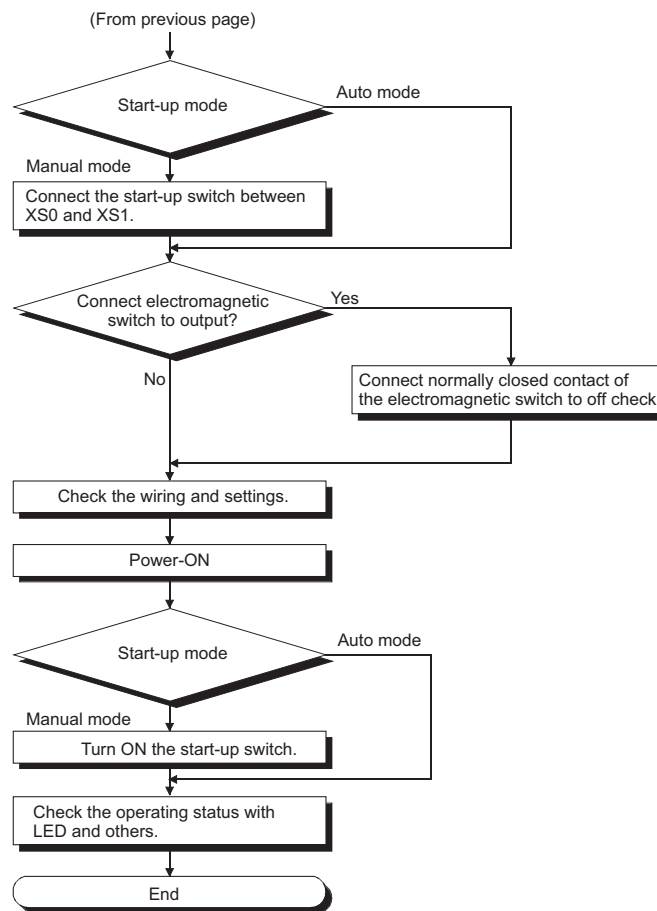 (From previous page)
Start-up mode
Auto mode
Manual mode
Connect the start-up switch between
XS0 and XS1.
Connect electromagnetic
switch to output?
Yes
No
Connect normally closed contact of
the electromagnetic switch to off check
Check the wiring and settings.
Power-ON
Start-up mode
Auto mode
Manual mode
Turn ON the start-up switch.
Check the operating status with
LED and others.
End